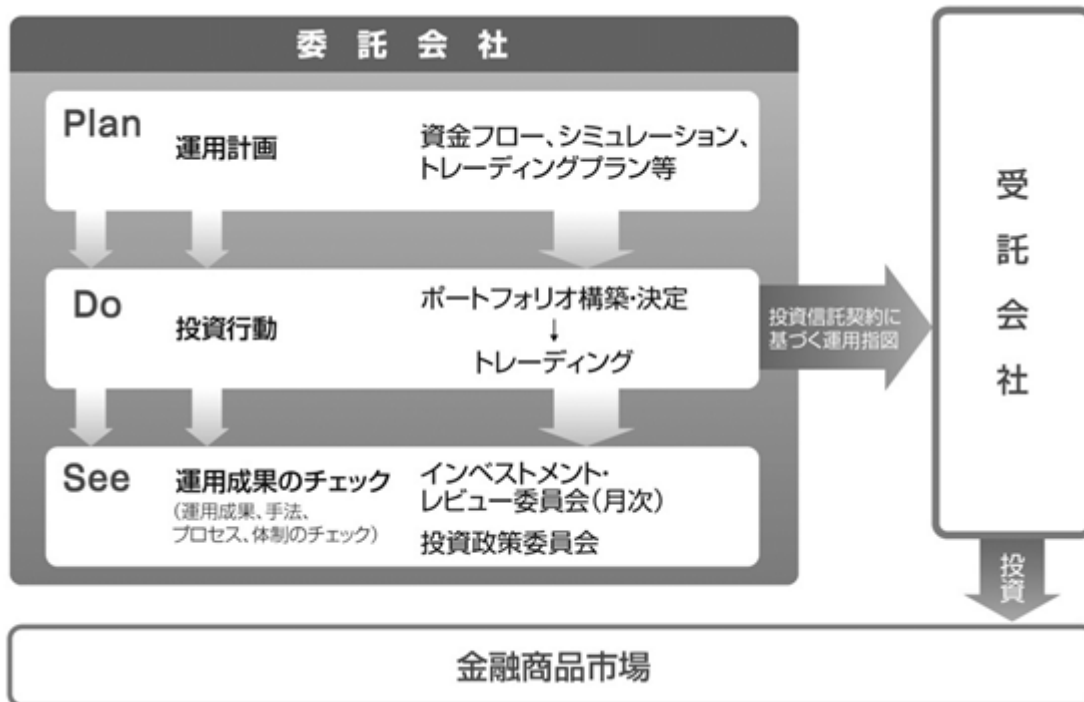 委託会社
Plan
運用計画
資金フロー、シミュレーション、
トレーディングプラン等
Do
投資行動
ポートフォリオ構築・決定
↓
トレーディング
投資信託契約に
基づく運用指図
See
運用成果のチェック
(運用成果、手法、
プロセス、体制のチェック)
インベストメント・
レビュー委員会(月次)
投資政策委員会
受託会社
投資
金融商品市場